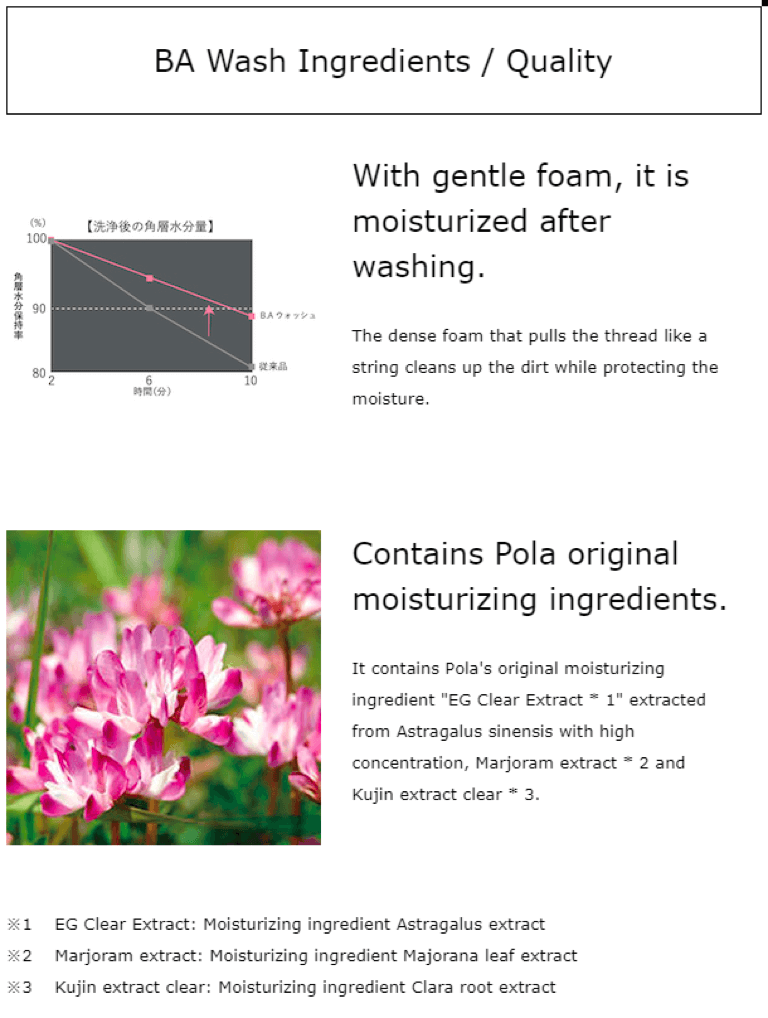 BA Wash Ingredients / Quality
With gentle foam, it is
moisturized after
washing.
The dense foam that pulls the thread like a
string cleans up the dirt while protecting the
moisture.
(%)
【洗浄後の角層水分量】
100
90
80
角層水分保持率
B.A ウォッシュ
従来品
2 6 10
時間(分)
Contains Pola original
moisturizing ingredients.
It contains Pola's original moisturizing
ingredient "EG Clear Extract * 1" extracted
from Astragalus sinensis with high
concentration, Marjoram extract * 2 and
Kujin extract clear * 3.
※1 EG Clear Extract: Moisturizing ingredient Astragalus extract
※2 Marjoram extract: Moisturizing ingredient Majorana leaf extract
※3 Kujin extract clear: Moisturizing ingredient Clara root extract